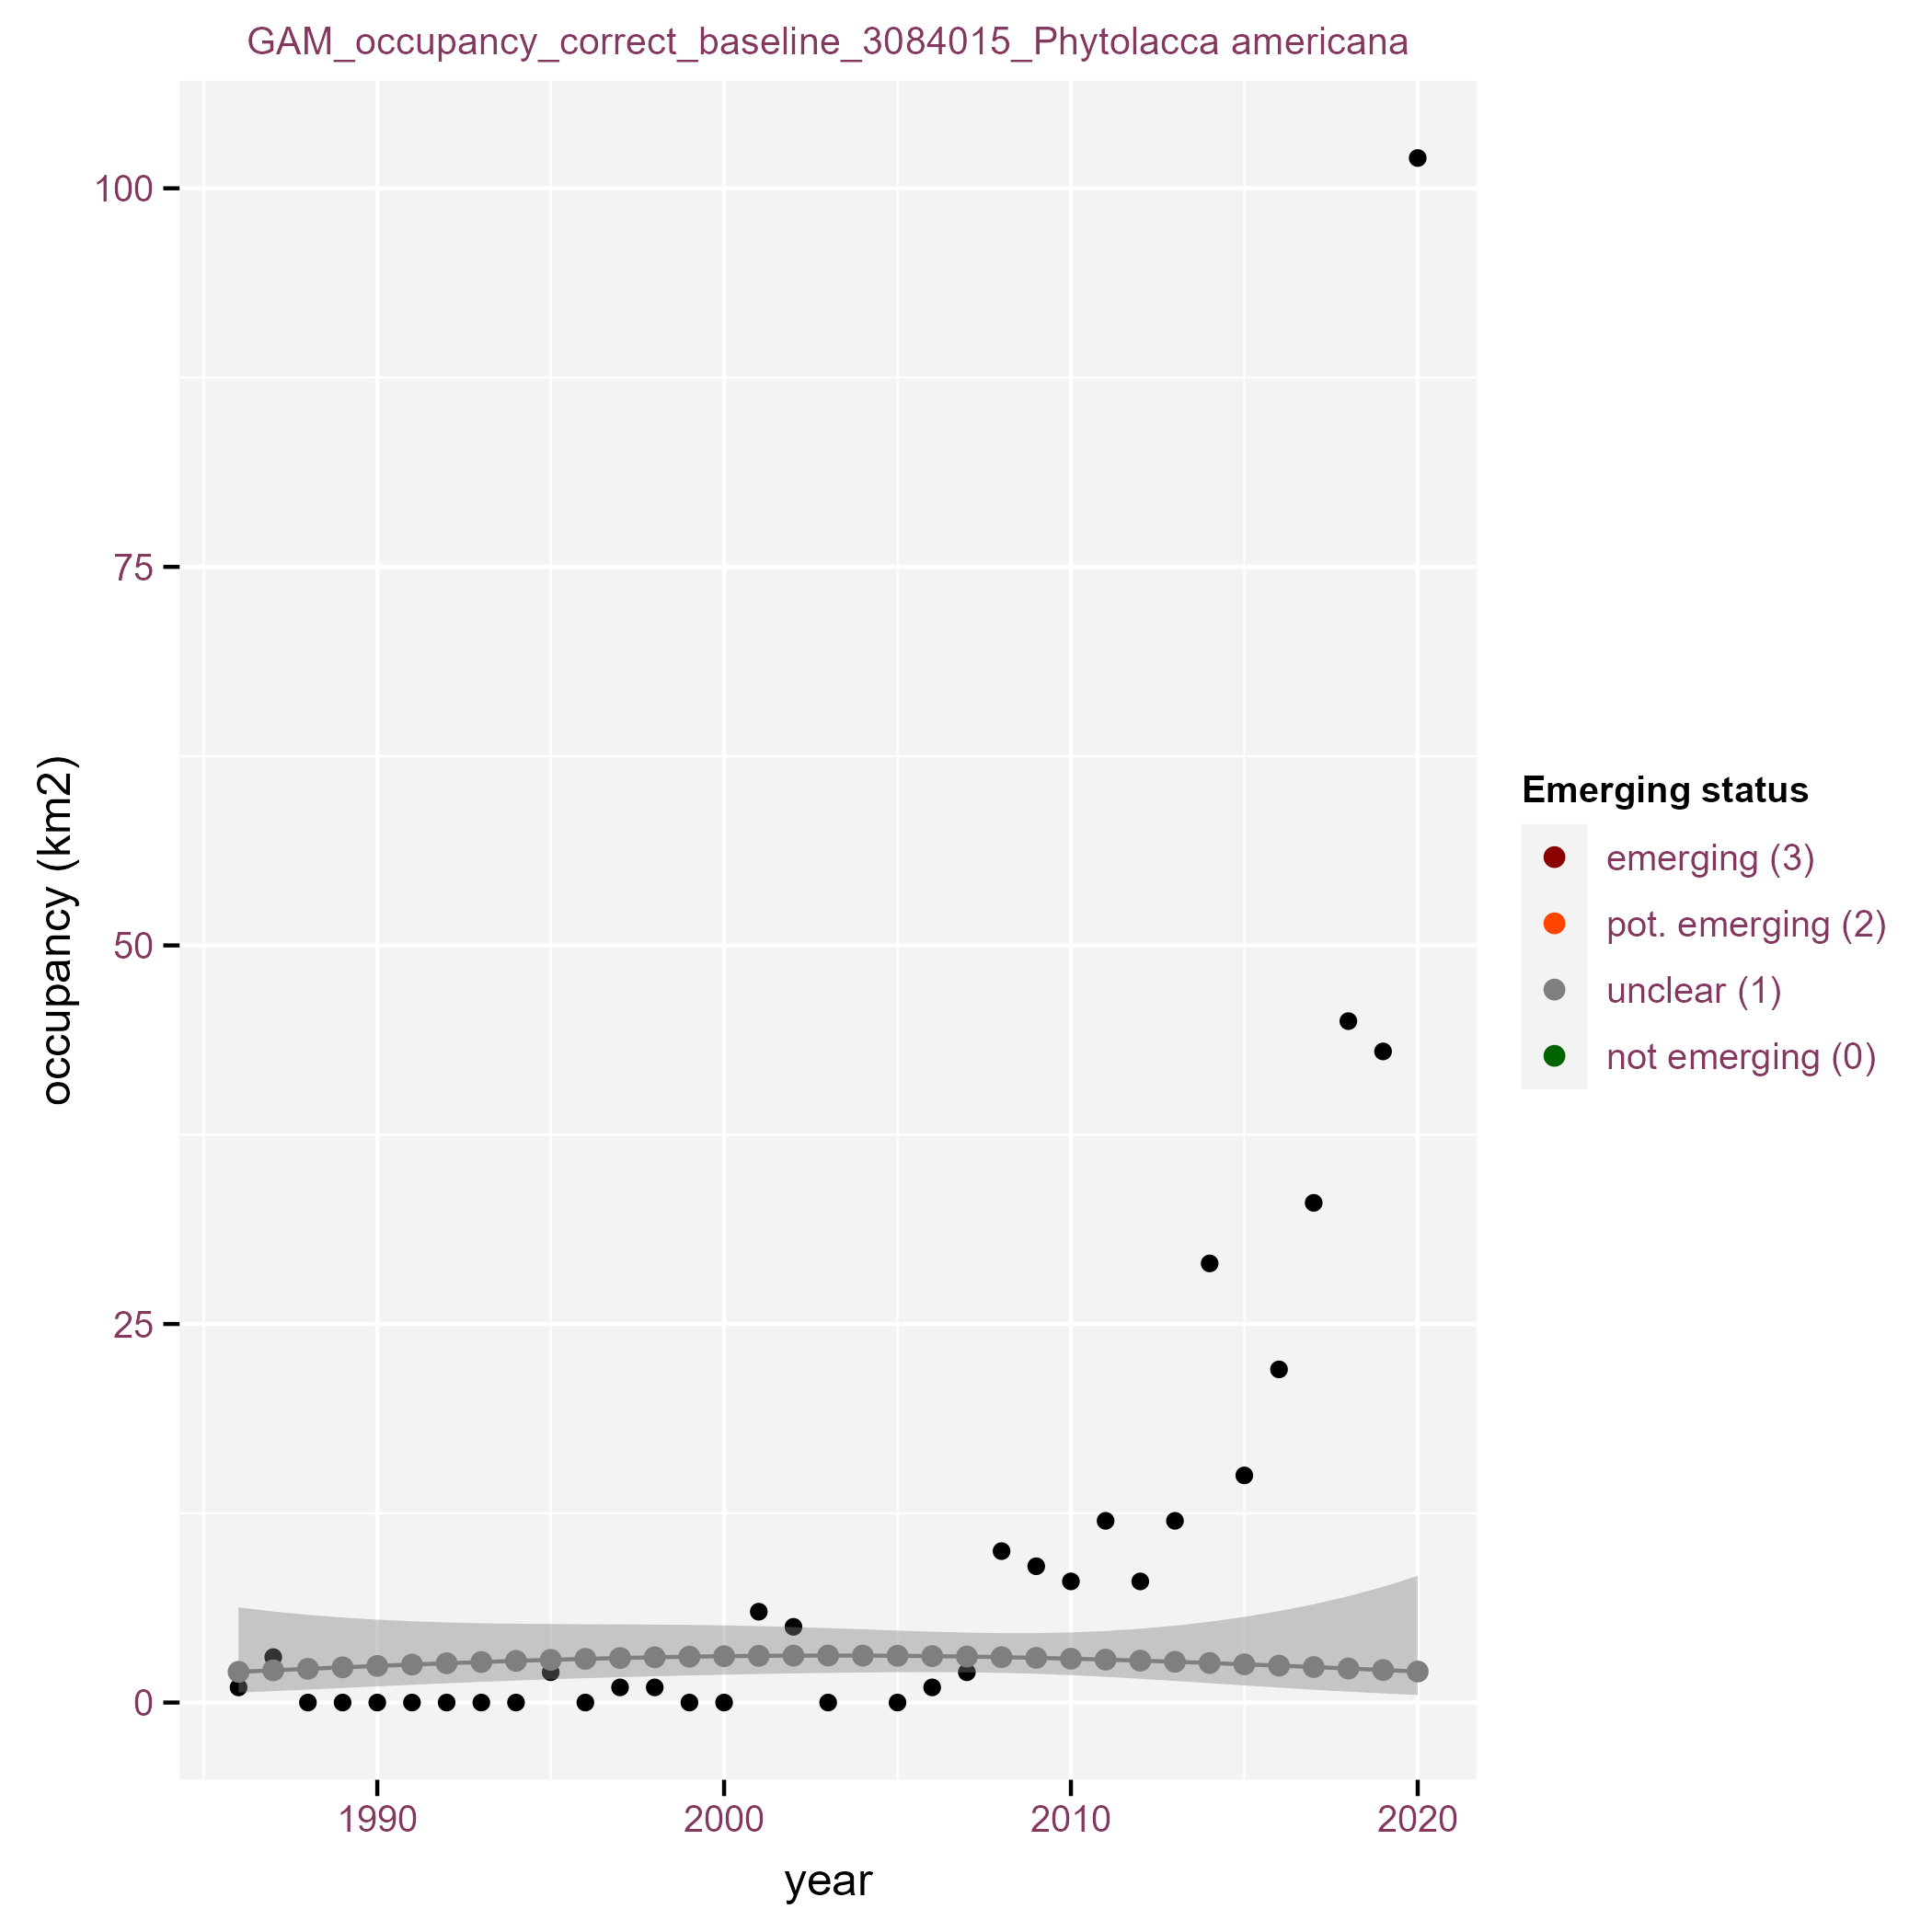 GAM_occupancy_correct_baseline_3084015_Phytolacca americana
100
75
50
25
0
occupancy (km2)
1990
2000
2010
2020
year
Emerging status
emerging (3)
pot. emerging (2)
unclear (1)
not emerging (0)